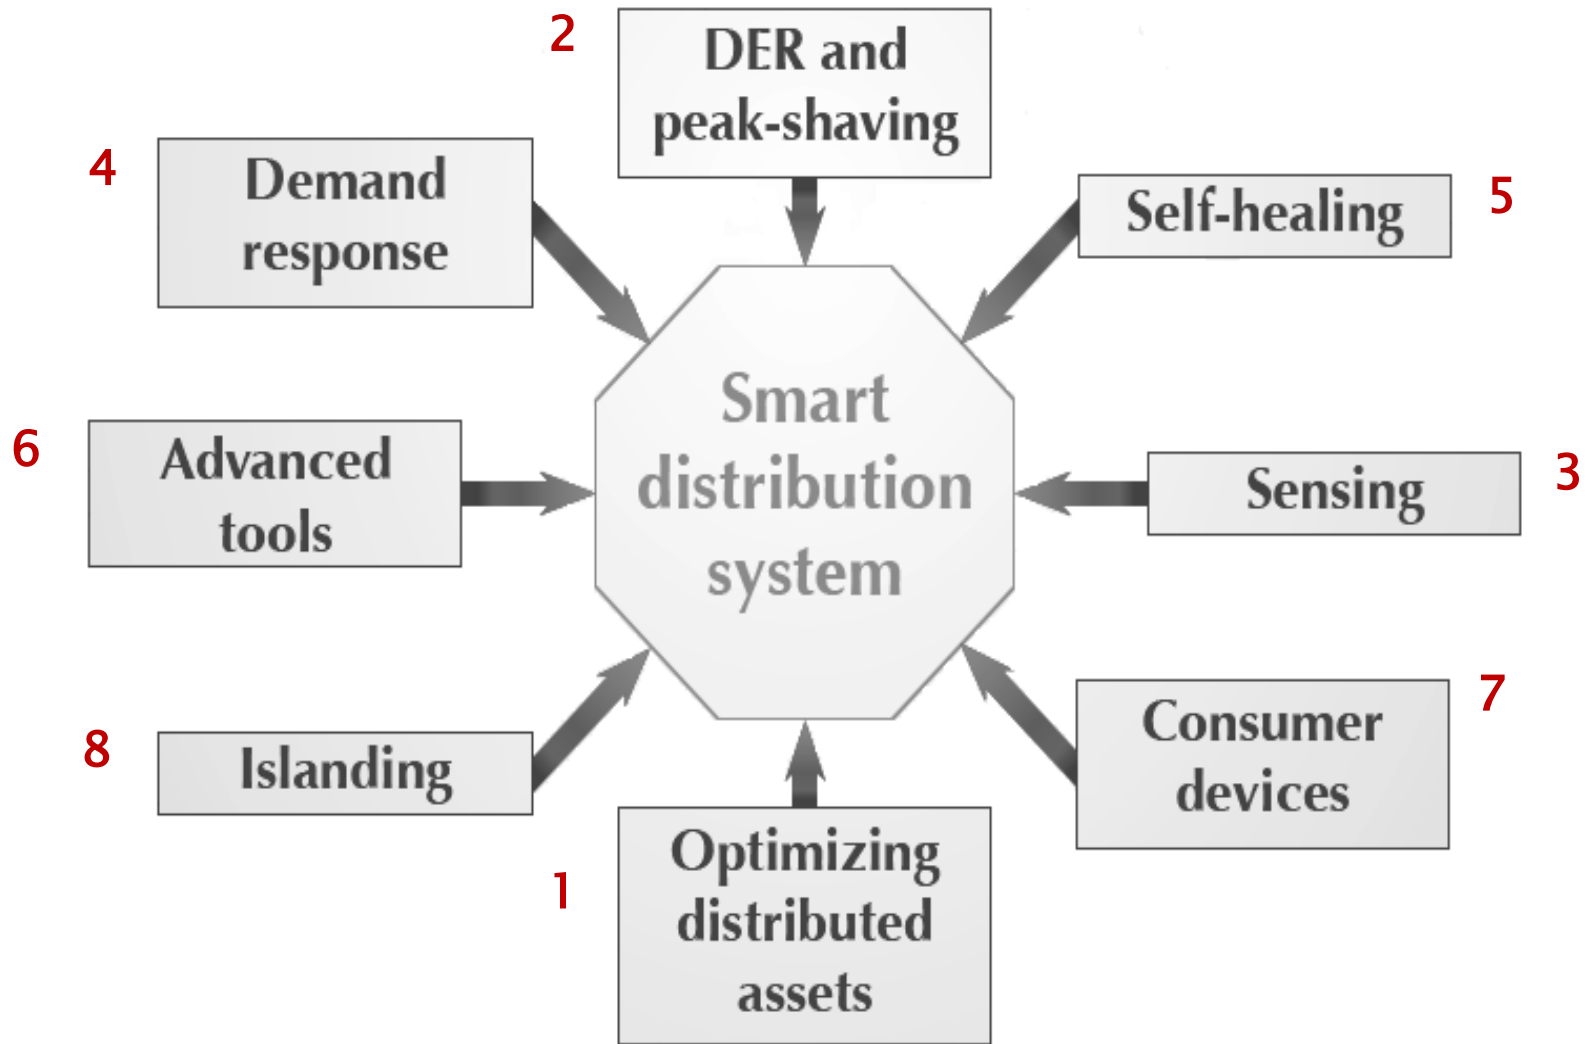 2
DER and
peak-shaving
4
Demand
response
Self-healing
5
Smart
distribution
system
6
Advanced
tools
Sensing
3
8
Islanding
Consumer
devices
7
1
Optimizing
distributed
assets